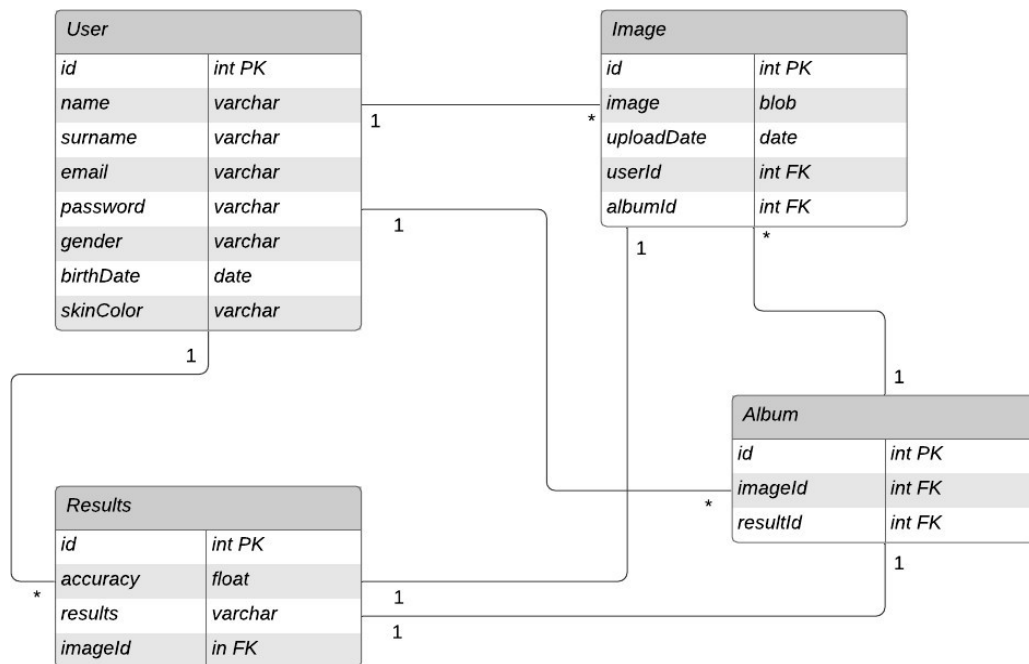 User
id int PK
name varchar
surname varchar
email varchar
password varchar
gender varchar
birthDate date
skinColor varchar
Image
id int PK
image blob
uploadDate date
userId int FK
albumId int FK
1
*
1
1
*
1
1
Album
id int PK
imageId int FK
resultId int FK
*
1
Results
id int PK
accuracy float
results varchar
imageId in FK
*
1
1